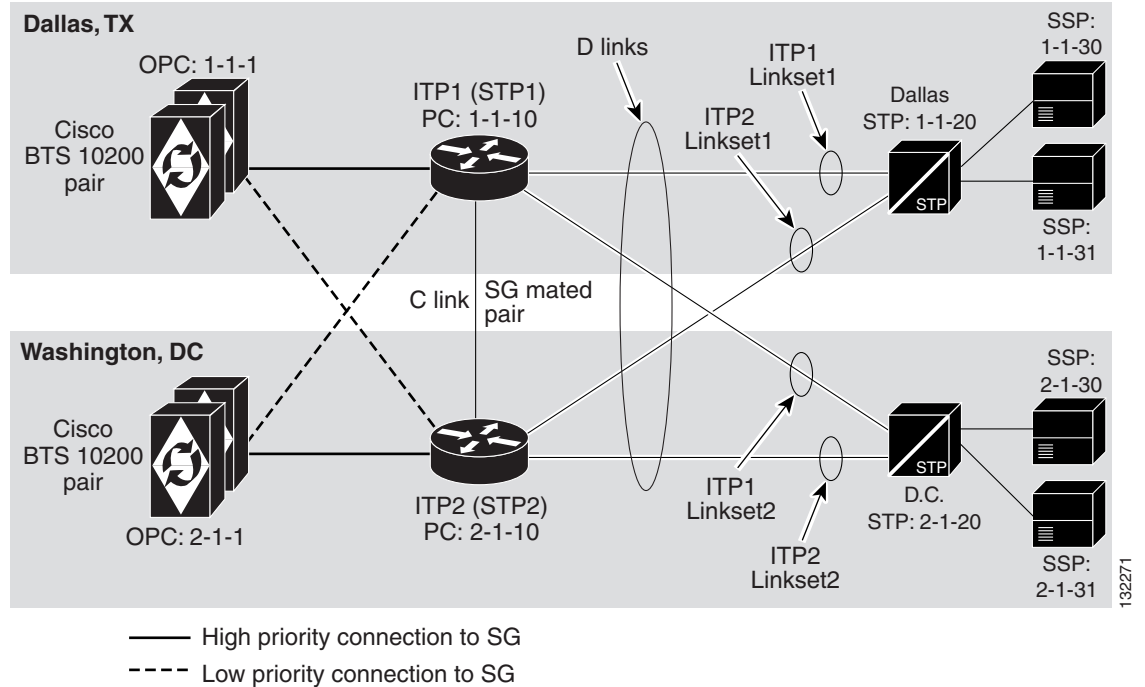 Dallas, TX
OPC: 1-1-1
Cisco
BTS 10200
pair
ITP1 (STP1)
PC: 1-1-10
D links
ITP1
Linkset1
ITP2
Linkset1
Dallas
STP: 1-1-20
STP
SSP:
1-1-30
SSP:
1-1-31
C link
SG mated
pair
Washington, DC
Cisco
BTS 10200
pair
OPC: 2-1-1
ITP2 (STP2)
PC: 2-1-10
ITP1
Linkset2
ITP2
Linkset2
STP
D.C.
STP: 2-1-20
SSP:
2-1-30
SSP:
2-1-31
132271
High priority connection to SG
Low priority connection to SG